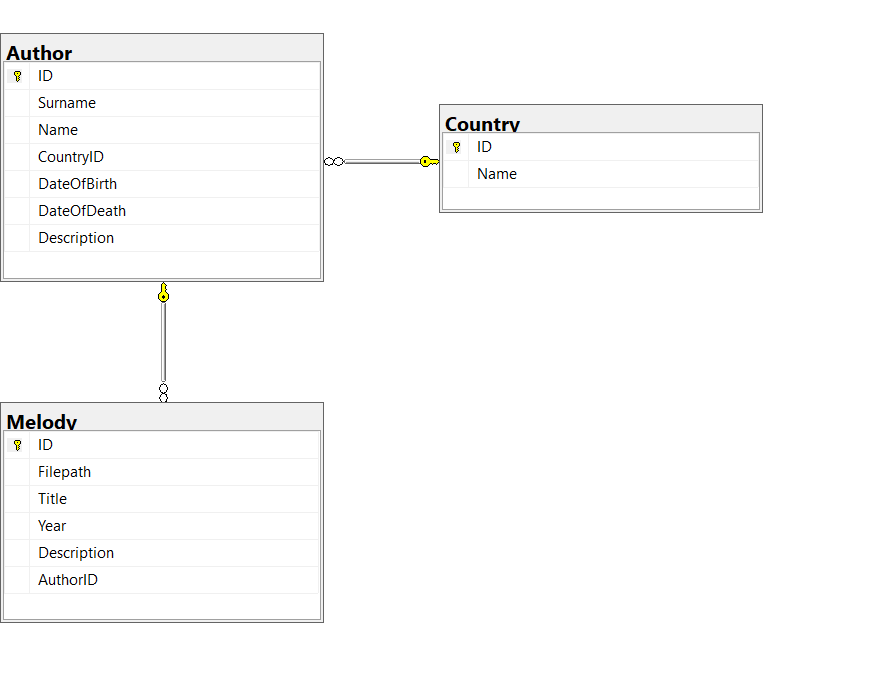 Author
ID
Surname
Name
CountryID
DateOfBirth
DateOfDeath
Description
Country
ID
Name
Melody
ID
Filepath
Title
Year
Description
AuthorID